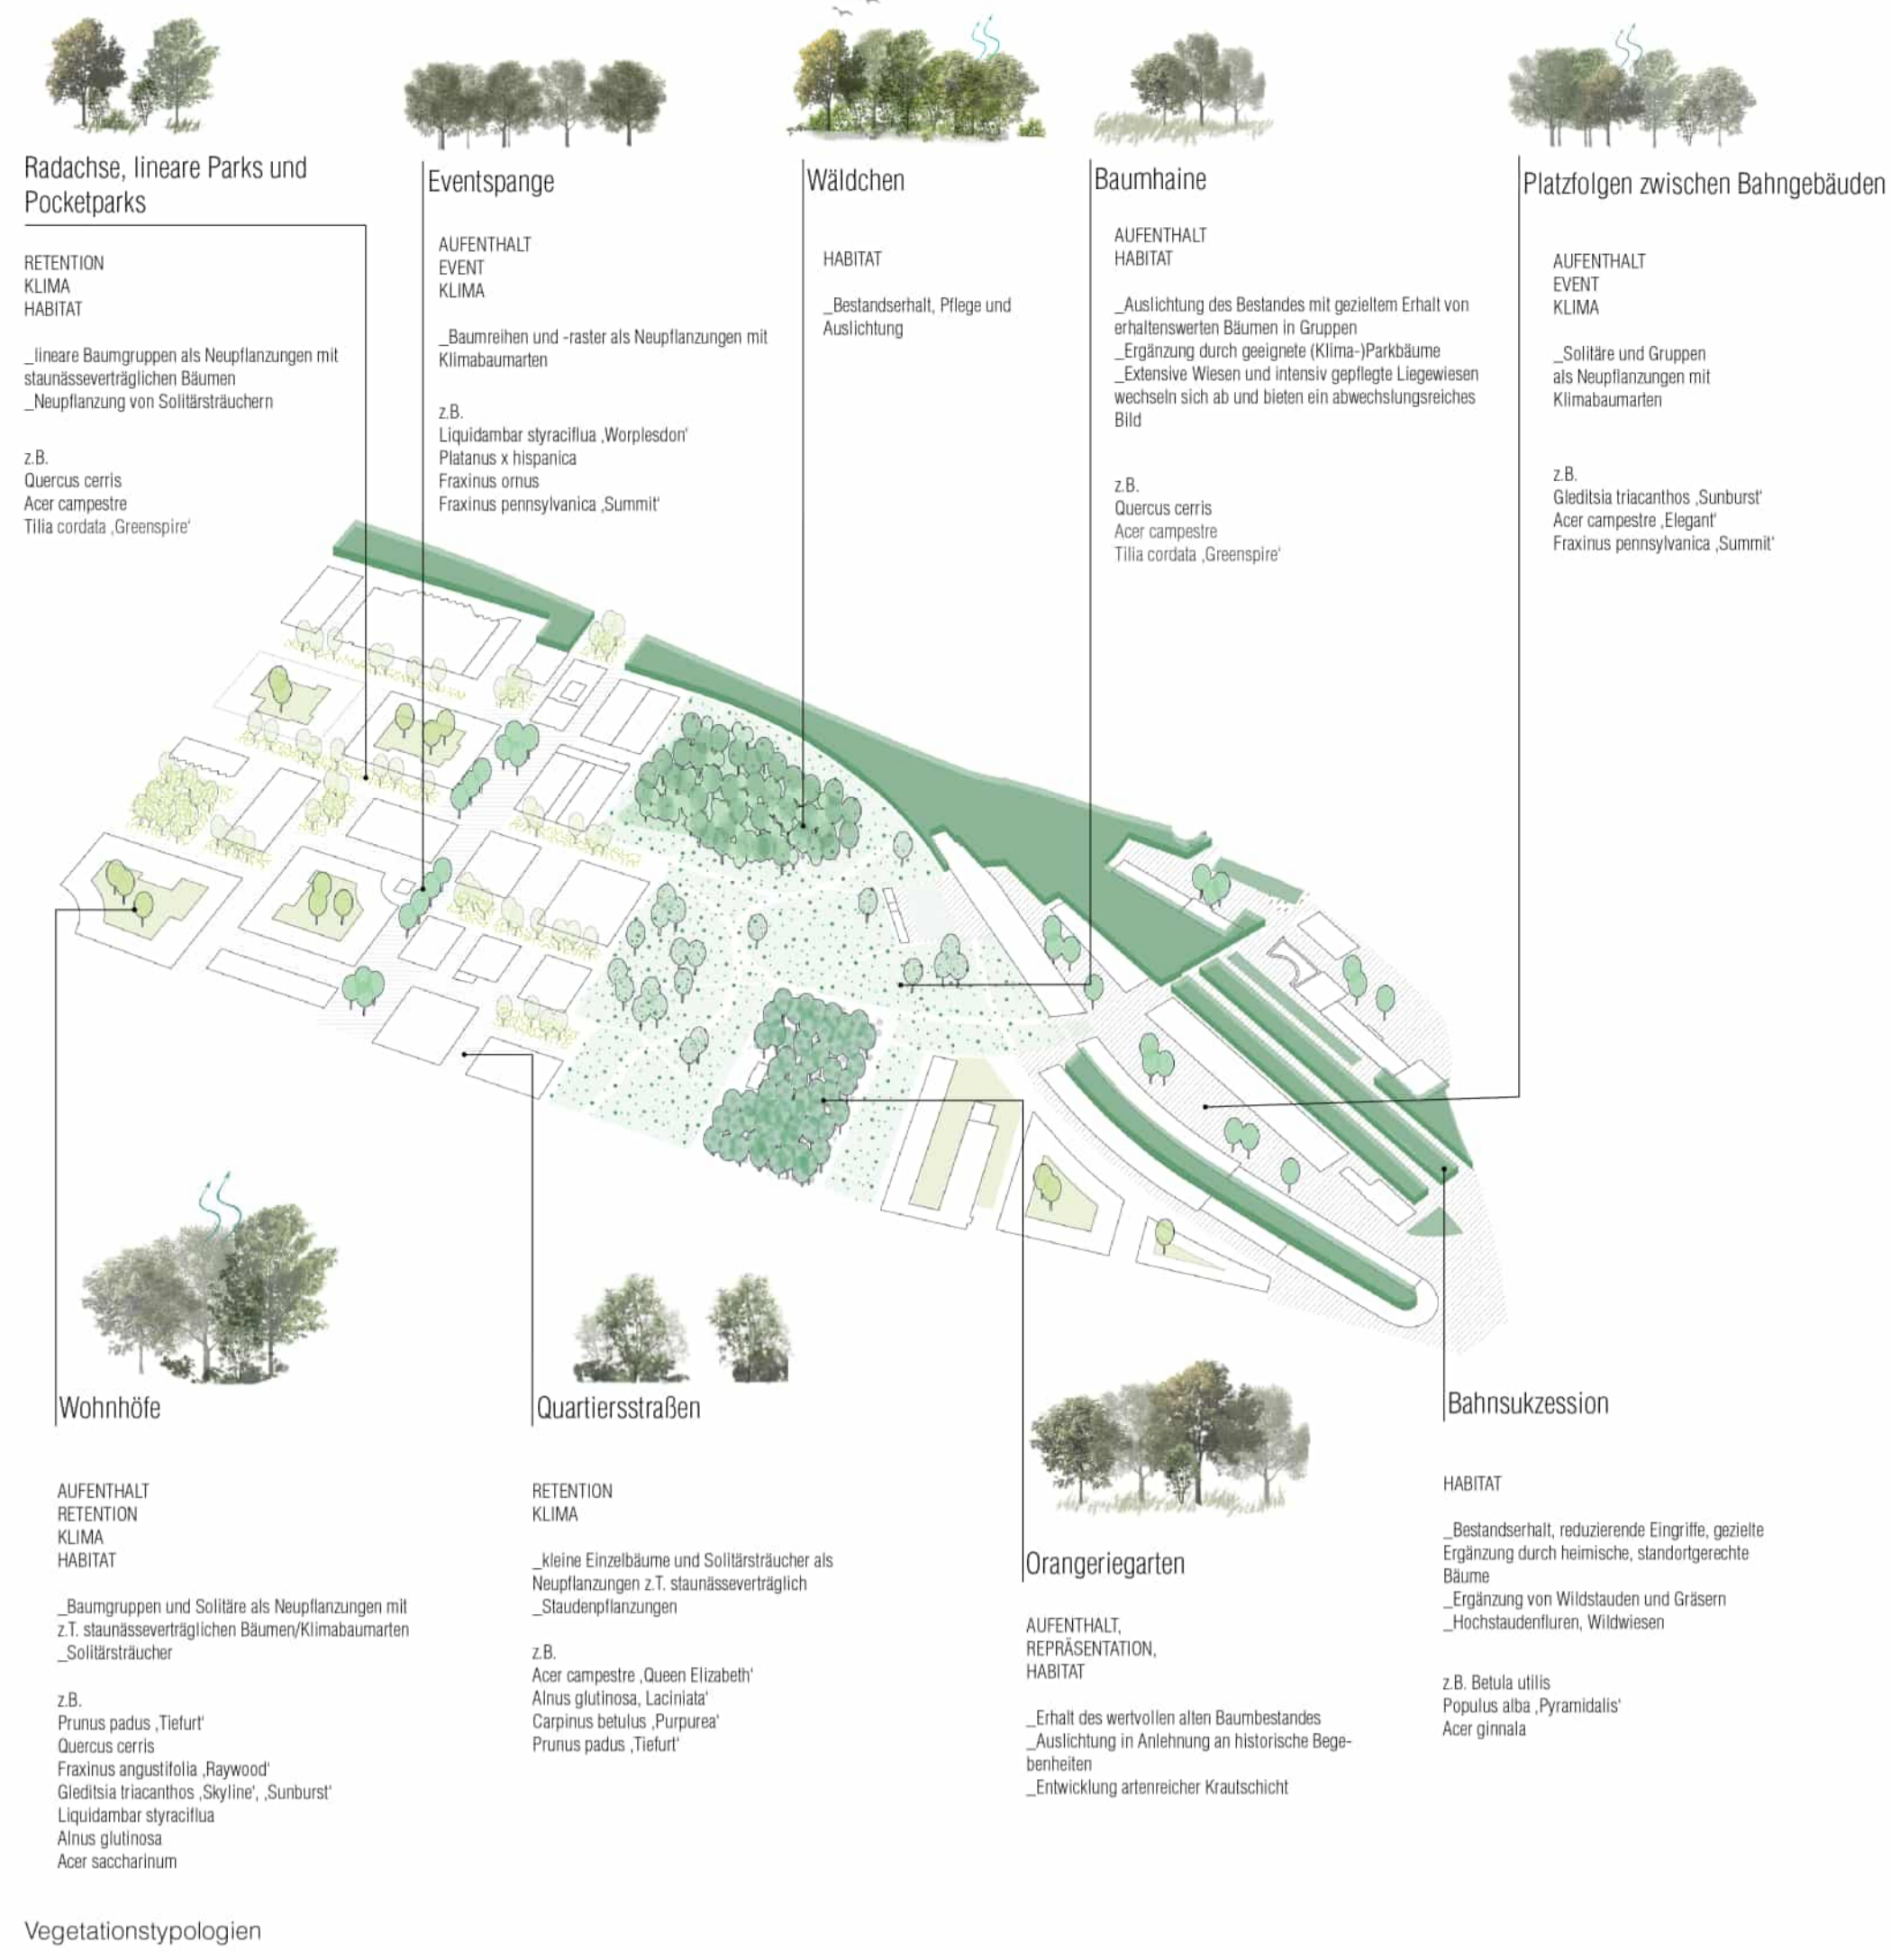 Radachse, lineare Parks und
Pocketparks
RETENTION
KLIMA
HABITAT
_lineare Baumgruppen als Neupflanzungen mit
staunässeverträglichen Bäumen
_Neupflanzung von Solitärsträuchern
z.B.
Quercus cerris
Acer campestre
Tilia cordata ‚Greenspire‘
Eventspange
AUFENTHALT
EVENT
KLIMA
_Baumreihen und -raster als Neupflanzungen mit
Klimabaumarten
z.B.
Liquidambar styraciflua ‚Worplesdon‘
Platanus x hispanica
Fraxinus ornus
Fraxinus pennsylvanica ‚Summit‘
Wäldchen
HABITAT
_Bestandserhalt, Pflege und
Auslichtung
Baumhaine
AUFENTHALT
HABITAT
_Auslichtung des Bestandes mit gezieltem Erhalt von
erhaltenswerten Bäumen in Gruppen
_Ergänzung durch geeignete (Klima-)Parkbäume
_Extensive Wiesen und intensiv gepflegte Liegewiesen
wechseln sich ab und bieten ein abwechslungsreiches
Bild
z.B.
Quercus cerris
Acer campestre
Tilia cordata ‚Greenspire‘
Platzfolgen zwischen Bahngebäuden
AUFENTHALT
EVENT
KLIMA
_Solitäre und Gruppen
als Neupflanzungen mit
Klimabaumarten
z.B.
Gleditsia triacanthos ‚Sunburst‘
Acer campestre ‚Elegant‘
Fraxinus pennsylvanica ‚Summit‘
Wohnhöfe
AUFENTHALT
RETENTION
KLIMA
HABITAT
_Baumgruppen und Solitäre als Neupflanzungen mit
z.T. staunässeverträglichen Bäumen/Klimabaumarten
_Solitärsträucher
z.B.
Prunus padus ‚Tiefurt‘
Quercus cerris
Fraxinus angustifolia ‚Raywood‘
Gleditsia triacanthos ‚Skyline‘, ‚Sunburst‘
Liquidambar styraciflua
Alnus glutinosa
Acer saccharinum
Quartiersstraßen
RETENTION
KLIMA
_kleine Einzelbäume und Solitärsträucher als
Neupflanzungen z.T. staunässeverträglich
_Staudenpflanzungen
z.B.
Acer campestre ‚Queen Elizabeth‘
Alnus glutinosa, Laciniata‘
Carpinus betulus ‚Purpurea‘
Prunus padus ‚Tiefurt‘
Orangeriegarten
AUFENTHALT,
REPRÄSENTATION,
HABITAT
_Erhalt des wertvollen alten Baumbestandes
_Auslichtung in Anlehnung an historische Bege-
benheiten
_Entwicklung artenreicher Krautschicht
Bahnsukzession
HABITAT
_Bestandserhalt, reduzierende Eingriffe, gezielte
Ergänzung durch heimische, standortgerechte
Bäume
_Ergänzung von Wildstauden und Gräsern
_Hochstaudenfluren, Wildwiesen
z.B. Betula utilis
Populus alba ‚Pyramidalis‘
Acer ginnala
Vegetationstypologien